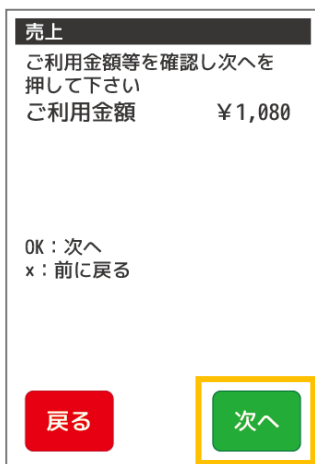 売上
ご利用金額等を確認し次へを
押して下さい
ご利用金額 ￥1,080
OK：次へ
x：前に戻る
戻る 次へ